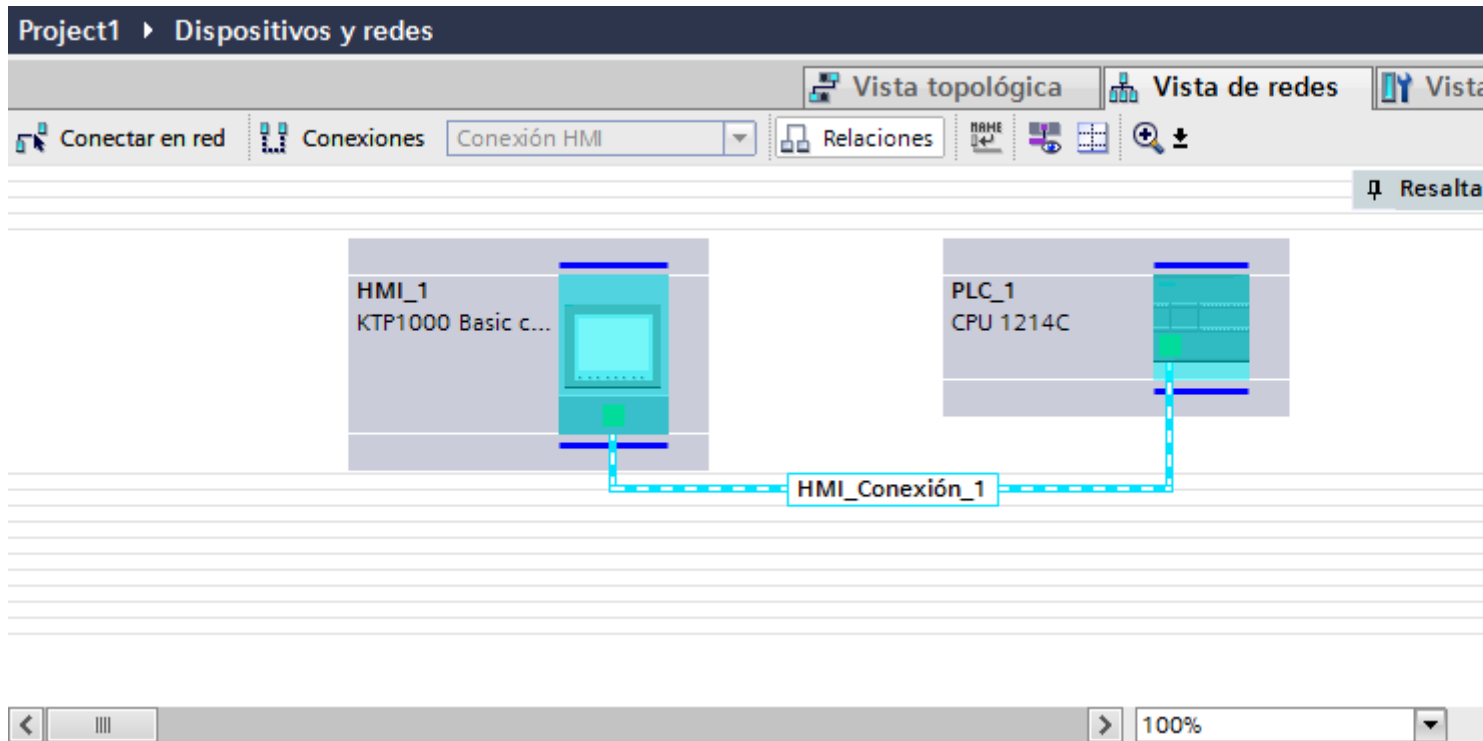 Project1 ▸ Dispositivos y redes
Vista topológica Vista de redes Vista
Conectar en red Conexiones Conexión HMI Relaciones NAME
Resalta
HMI_1
KTP1000 Basic c...
PLC_1
CPU 1214C
HMI_Conexión_1
100%